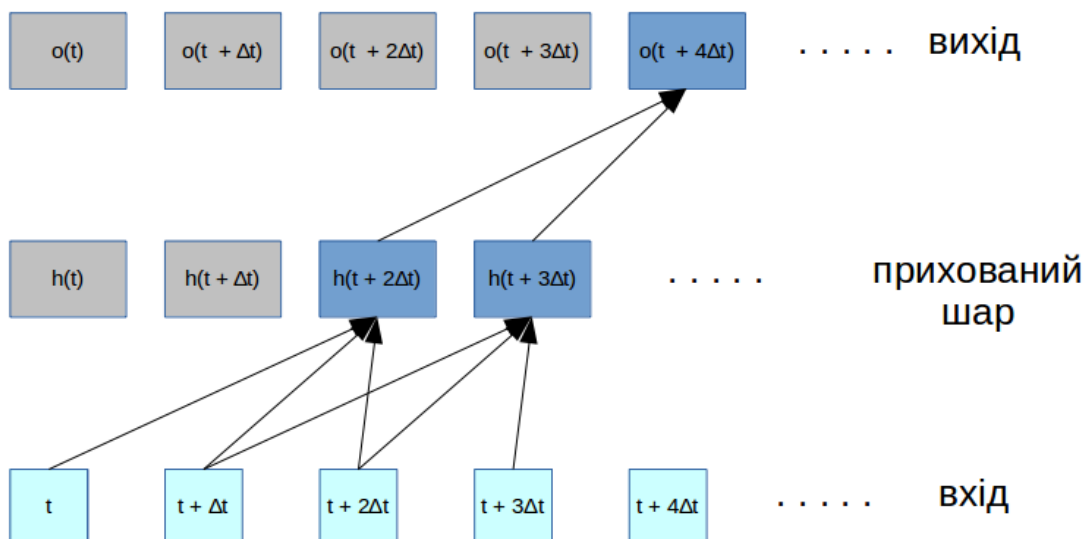 o(t) o(t + Δt) o(t + 2Δt) o(t + 3Δt) o(t + 4Δt) . . . . . вихід
h(t) h(t + Δt) h(t + 2Δt) h(t + 3Δt) . . . . . прихований
шар
t t + Δt t + 2Δt t + 3Δt t + 4Δt . . . . . вхід